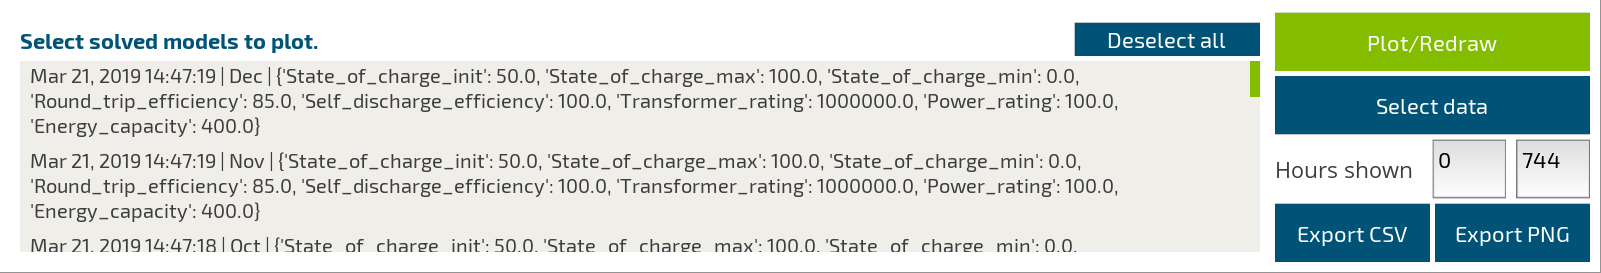 Select solved models to plot.
Deselect all
Mar 21, 2019 14:47:19 | Dec | {'State_of_charge_init': 50.0, 'State_of_charge_max': 100.0, 'State_of_charge_min': 0.0,
'Round_trip_efficiency': 85.0, 'Self_discharge_efficiency': 100.0, 'Transformer_rating': 1000000.0, 'Power_rating': 100.0,
'Energy_capacity': 400.0}
Mar 21, 2019 14:47:19 | Nov | {'State_of_charge_init': 50.0, 'State_of_charge_max': 100.0, 'State_of_charge_min': 0.0,
'Round_trip_efficiency': 85.0, 'Self_discharge_efficiency': 100.0, 'Transformer_rating': 1000000.0, 'Power_rating': 100.0,
'Energy_capacity': 400.0}
Mar 21, 2019 14:47:18 | Oct | {'State_of_charge_init': 50.0, 'State_of_charge_max': 100.0, 'State_of_charge_min': 0.0,
Plot/Redraw
Select data
Hours shown 0 744
Export CSV
Export PNG